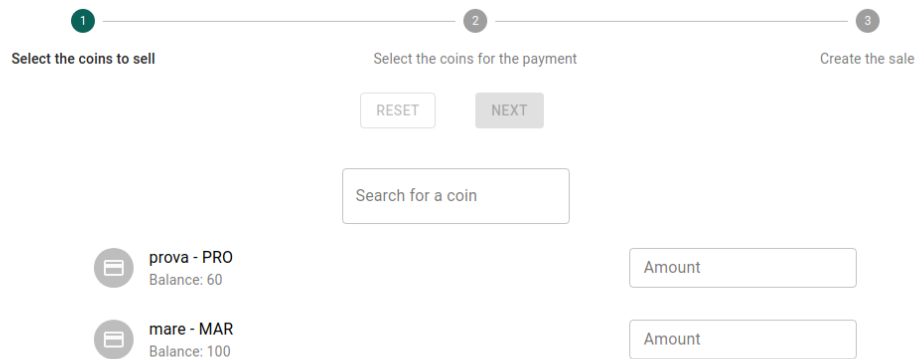 1 2 3
Select the coins to sell Select the coins for the payment Create the sale
RESET NEXT
Search for a coin
prova - PRO
Balance: 60
Amount
mare - MAR
Balance: 100
Amount